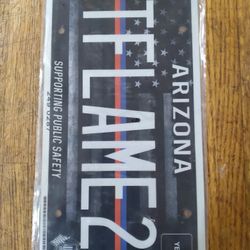 ARIZONA
TFLAME2
SUPPORTING PUBLIC SAFETY